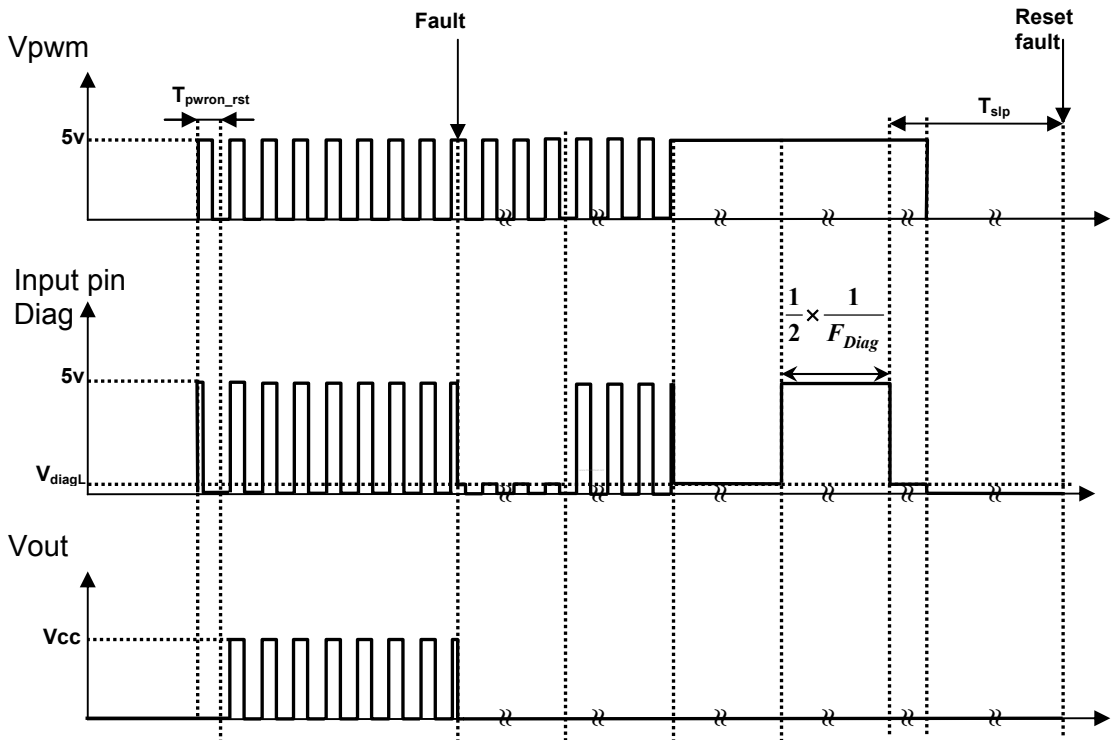 Fault
Reset
fault
Vpwm
Tpwron_rst
Tslp
5v
Input pin
Diag
1/2 × 1/FDiag
5v
VdiagL
Vout
Vcc